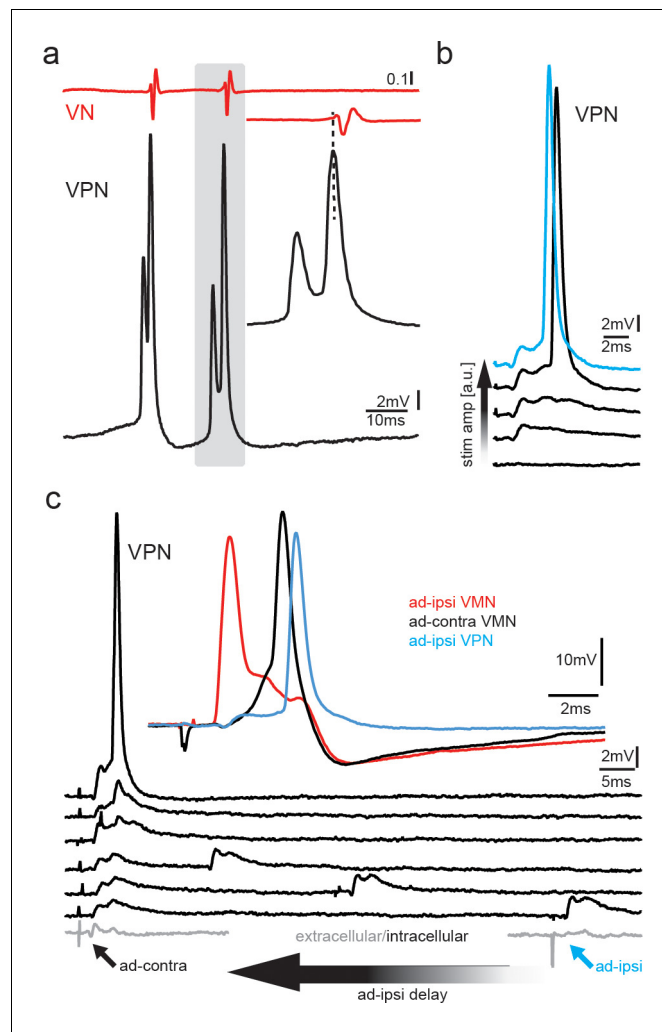 a
0.1
VN
VPN
2mV
10ms
b
VPN
2mV
2ms
stim amp [a.u.]
c
VPN
ad-ipsi VMN
ad-contra VMN
ad-ipsi VPN
10mV
2ms
2mV
5ms
extracellular/intracellular
ad-contra
ad-ipsi
ad-ipsi delay